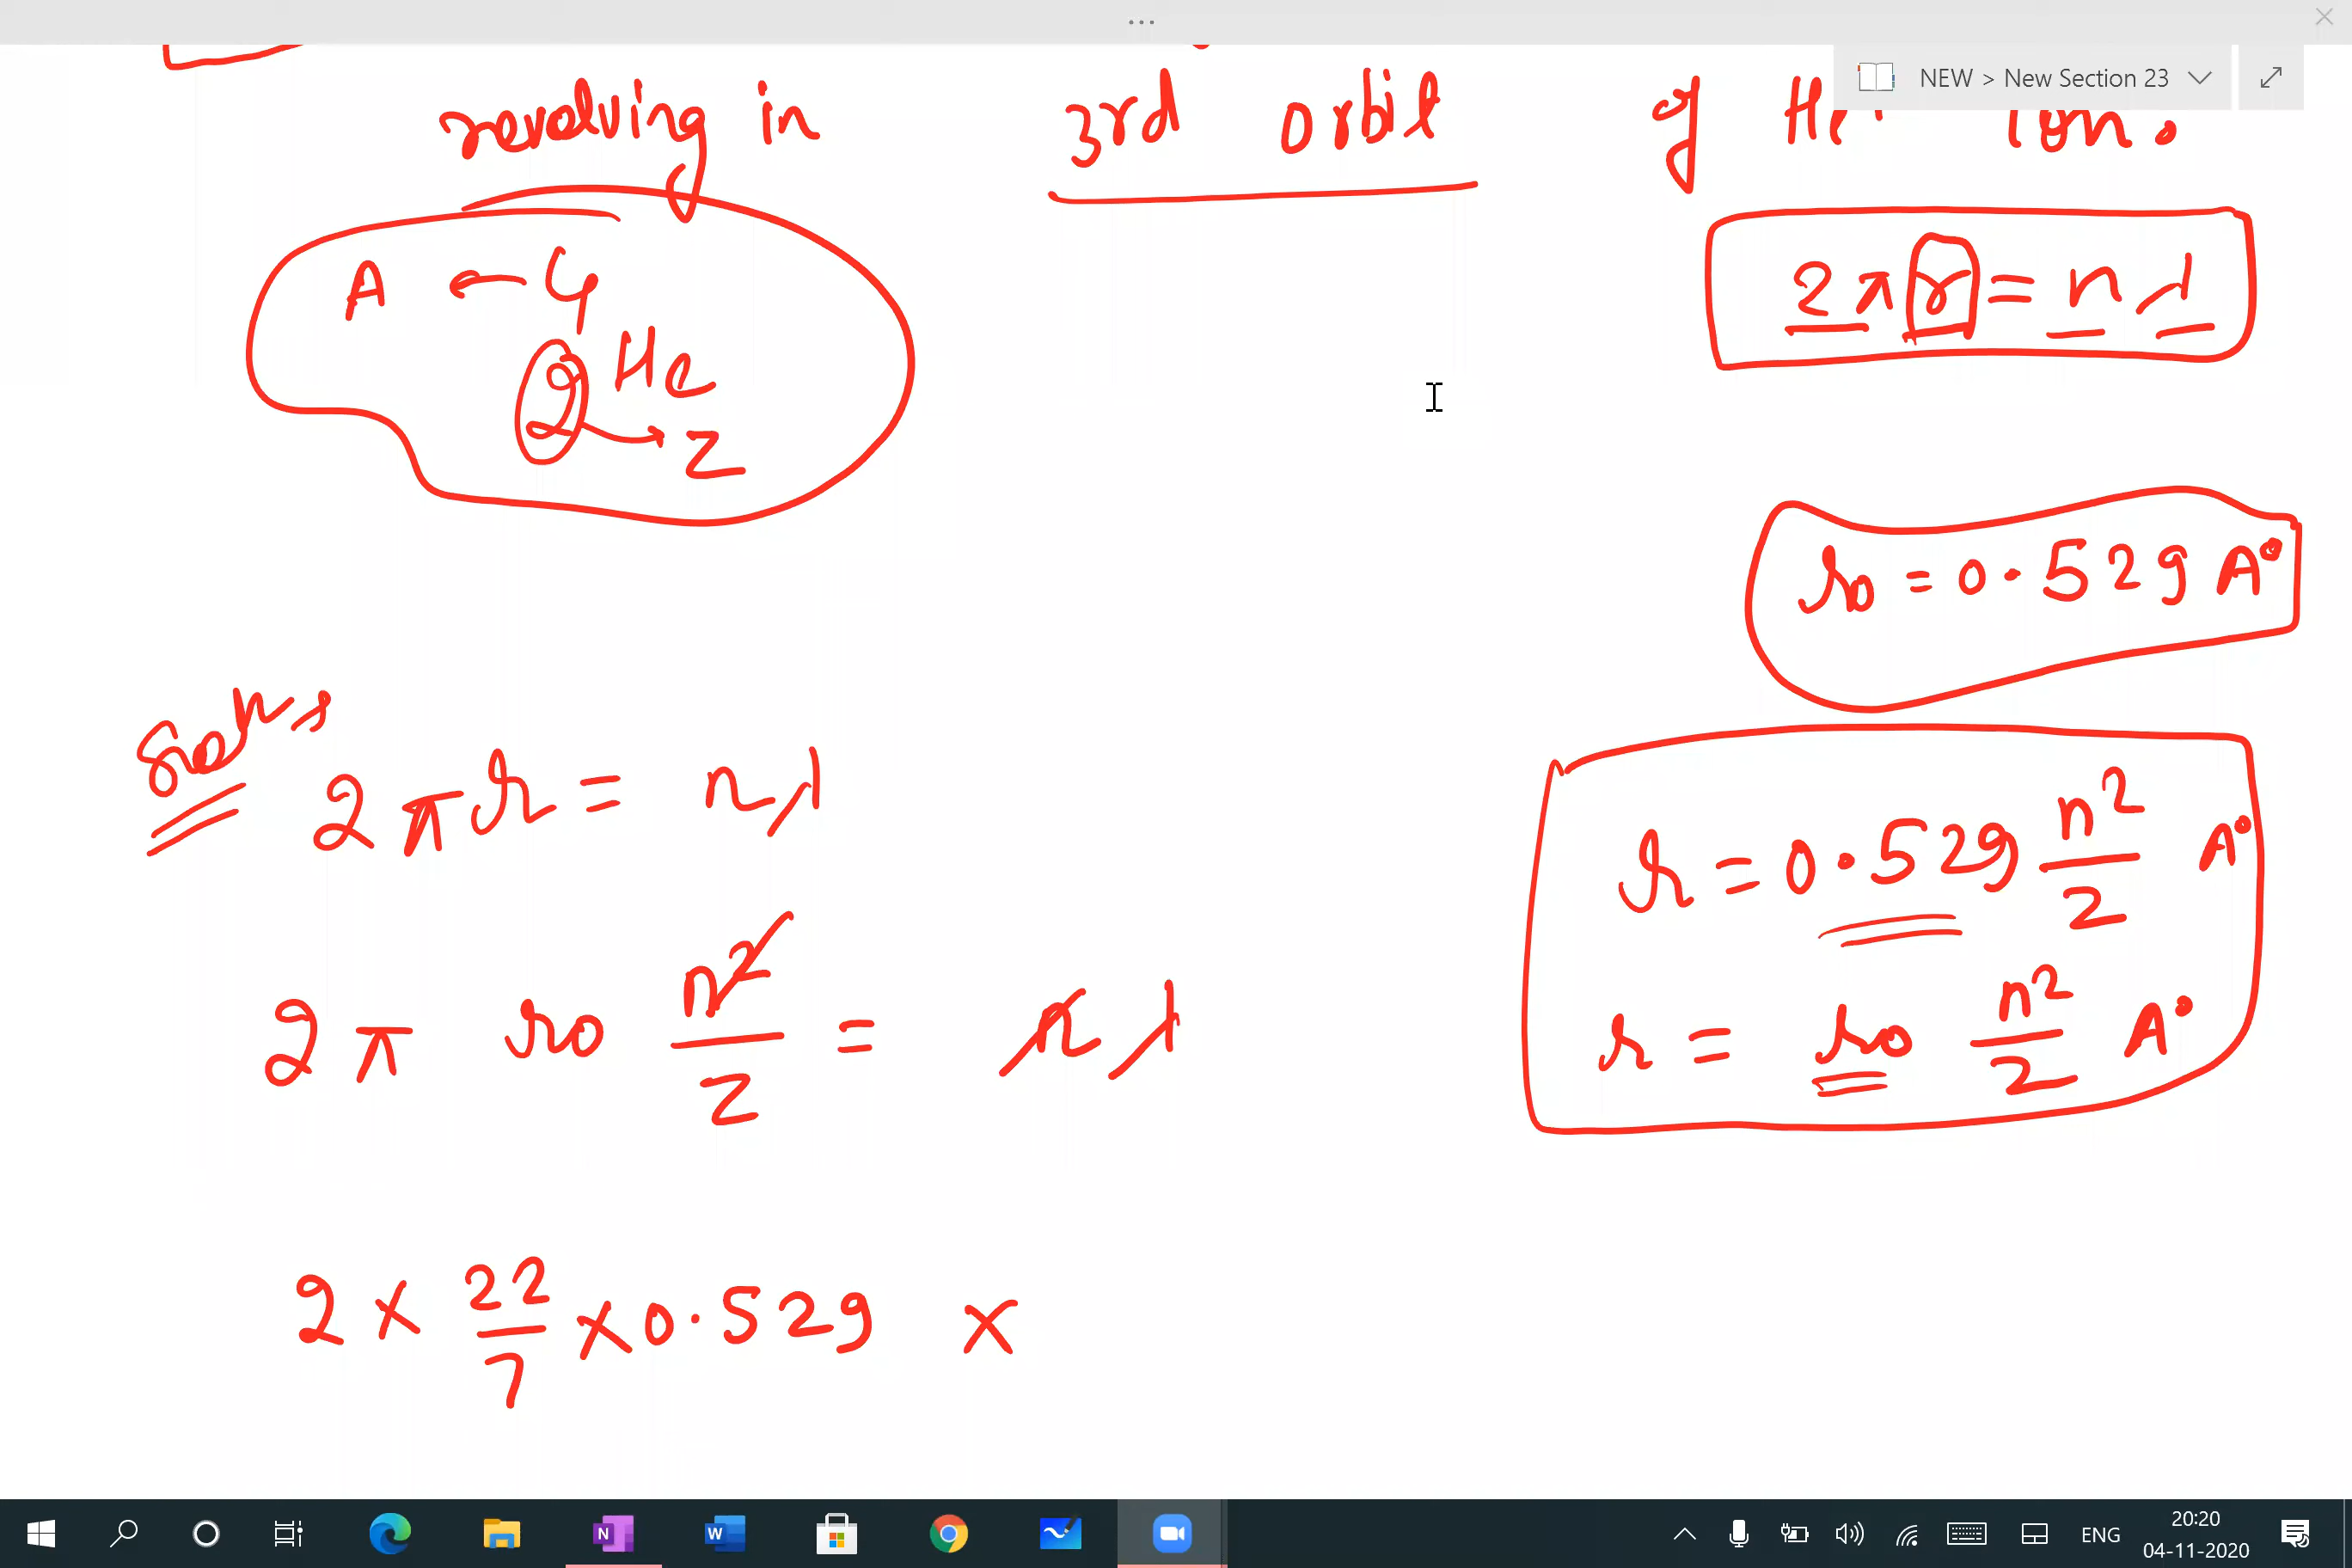 NEW > New Section 23
revolving in 3rd orbit of ion.
A ← 4
2 He
→ Z
2πr = nλ
r₀ = 0.529 A°
Soln,
2πr = nλ
r = 0.529 n²/Z A°
2π r₀ n²/Z = nλ
r = r₀ n²/Z A°
2 × 22/7 × 0.529 ×
ENG
20:20
04-11-2020